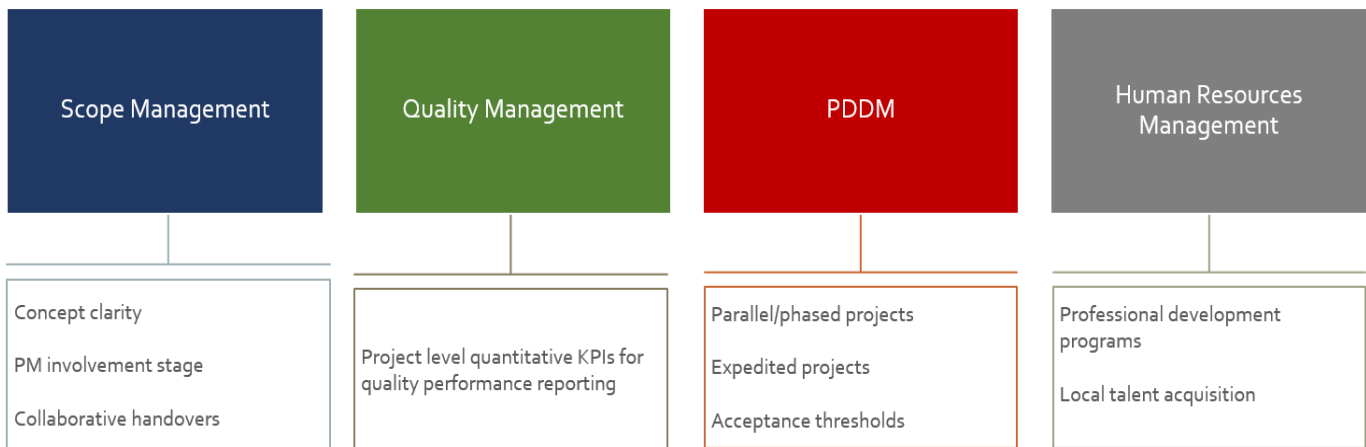 Scope Management
Concept clarity
PM involvement stage
Collaborative handovers
Quality Management
Project level quantitative KPIs for
quality performance reporting
PDDM
Parallel/phased projects
Expedited projects
Acceptance thresholds
Human Resources
Management
Professional development
programs
Local talent acquisition